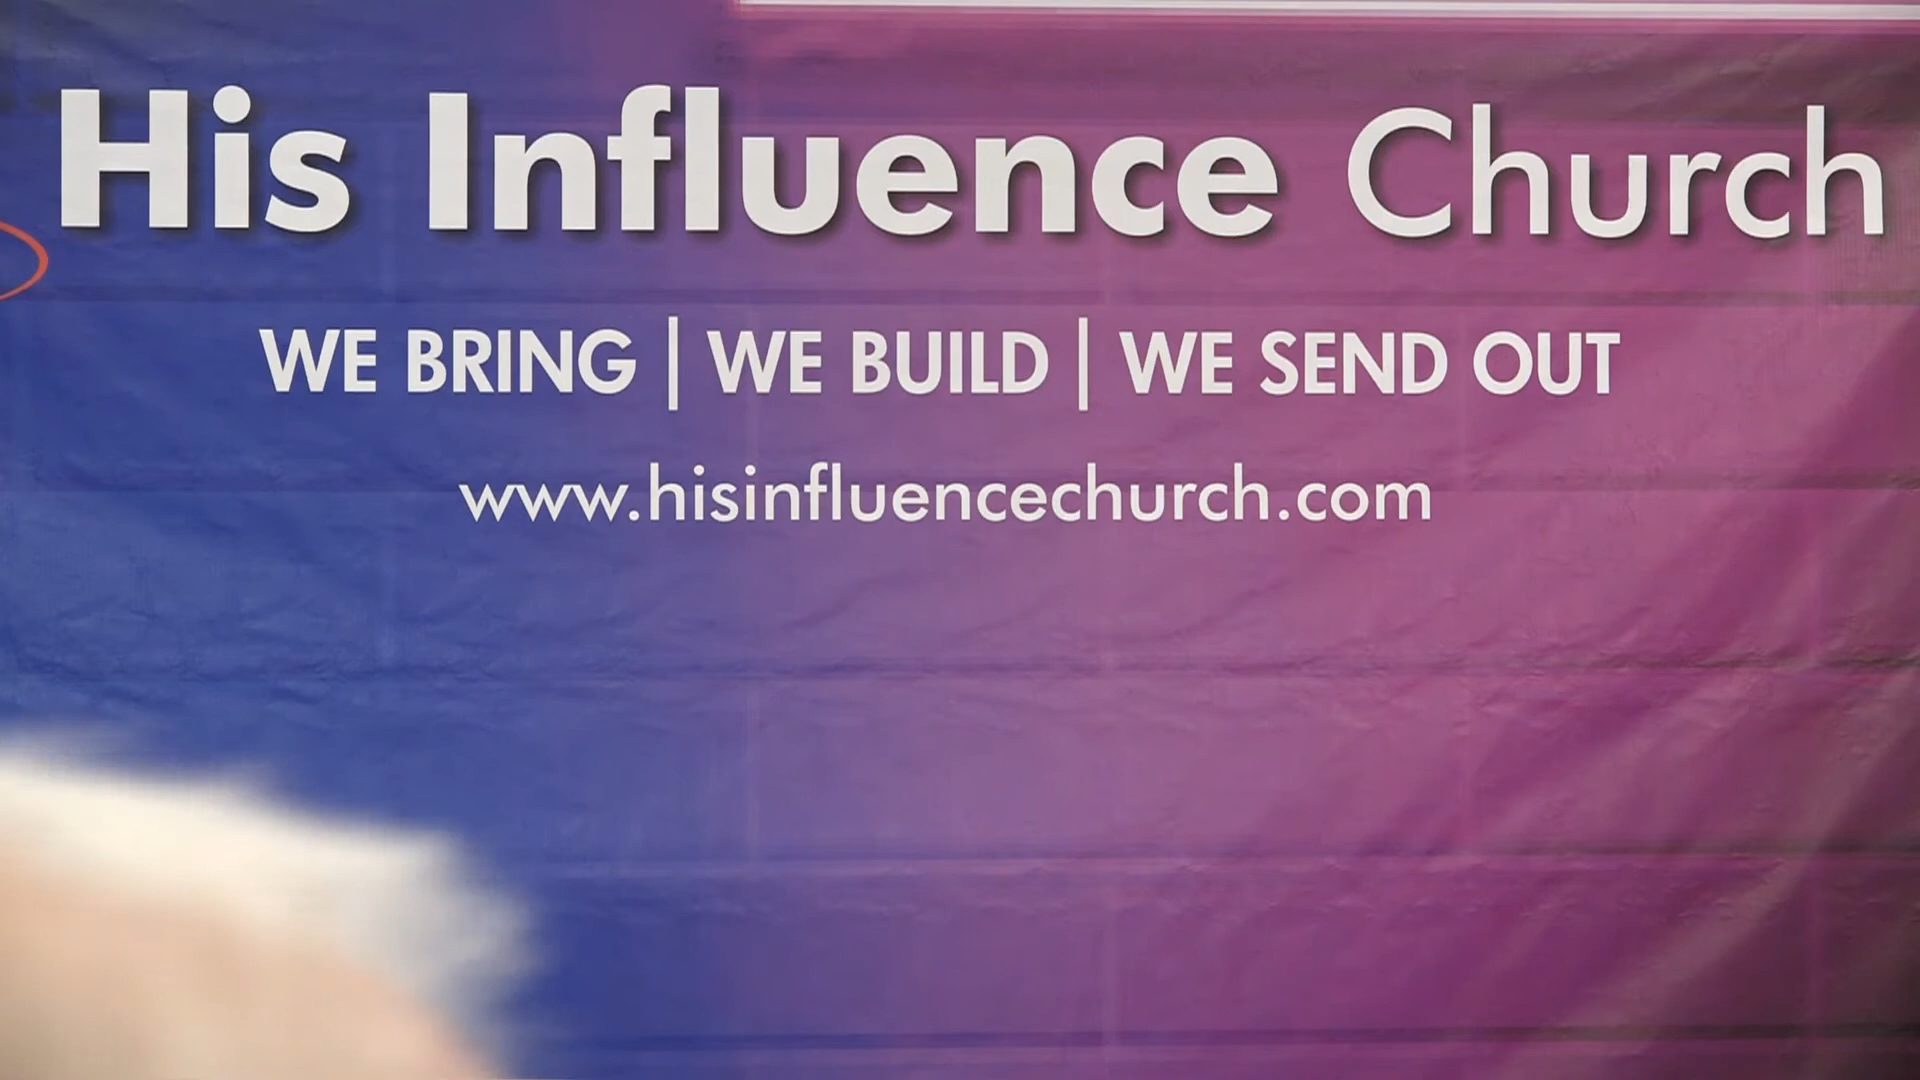 His Influence Church
WE BRING | WE BUILD | WE SEND OUT
www.hisinfluencechurch.com